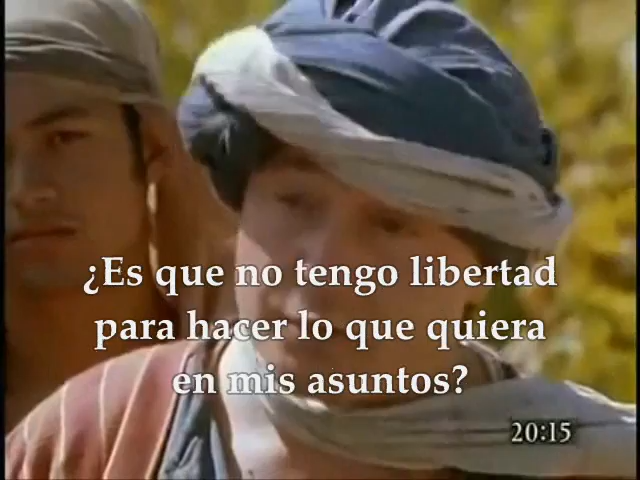 ¿Es que no tengo libertad
para hacer lo que quiera
en mis asuntos?
20:15